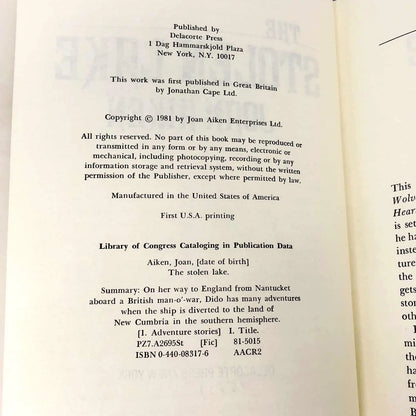 Published by
Delacorte Press
1 Dag Hammarskjold Plaza
New York, N.Y. 10017
This work was first published in Great Britain
by Jonathan Cape Ltd.
Copyright © 1981 by Joan Aiken Enterprises Ltd.
All rights reserved. No part of this book may be reproduced or
transmitted in any form or by any means, electronic or
mechanical, including photocopying, recording or by any
information storage and retrieval system, without the written
permission of the Publisher, except where permitted by law.
Manufactured in the United States of America
First U.S.A. printing
Library of Congress Cataloging in Publication Data
Aiken, Joan, [date of birth]
The stolen lake.
Summary: On her way to England from Nantucket
aboard a British man-o'-war, Dido has many adventures
when the ship is diverted to the land of
New Cumbria in the southern hemisphere.
[1. Adventure stories] I. Title.
PZ7.A2695St [Fic] 81-5015
ISBN 0-440-08317-6 AACR2
This
Wolv
Hear
is set
he ha
inste
ture
the
gets
stor
othe
mi
the
ha
fa
N